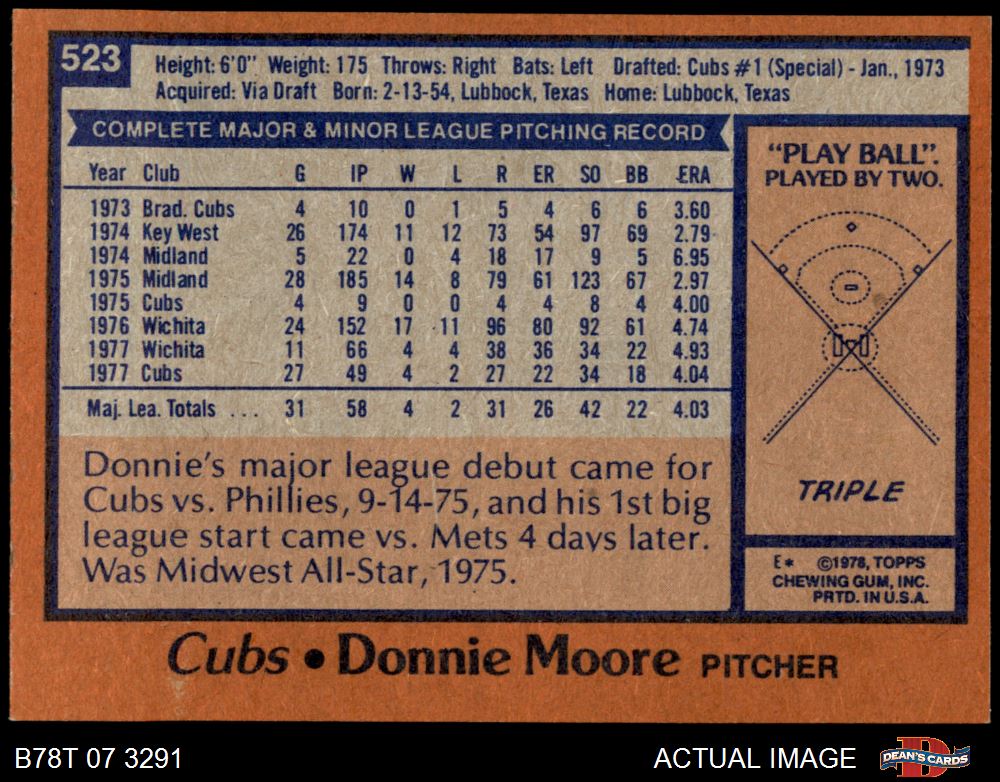 523
Height: 6'0" Weight: 175 Throws: Right Bats: Left Drafted: Cubs #1 (Special) - Jan., 1973
Acquired: Via Draft Born: 2-13-54, Lubbock, Texas Home: Lubbock, Texas
COMPLETE MAJOR & MINOR LEAGUE PITCHING RECORD
Year Club G IP W L R ER SO BB ERA
1973 Brad. Cubs 4 10 0 1 5 4 6 6 3.60
1974 Key West 26 174 11 12 73 54 97 69 2.79
1974 Midland 5 22 0 4 18 17 9 5 6.95
1975 Midland 28 185 14 8 79 61 123 67 2.97
1975 Cubs 4 9 0 0 4 4 8 4 4.00
1976 Wichita 24 152 17 11 96 80 92 61 4.74
1977 Wichita 11 66 4 4 38 36 34 22 4.93
1977 Cubs 27 49 4 2 27 22 34 18 4.04
Maj. Lea. Totals ... 31 58 4 2 31 26 42 22 4.03
Donnie's major league debut came for
Cubs vs. Phillies, 9-14-75, and his 1st big
league start came vs. Mets 4 days later.
Was Midwest All-Star, 1975.
"PLAY BALL".
PLAYED BY TWO.
TRIPLE
E* ©1978, TOPPS
CHEWING GUM, INC.
PRTD. IN U.S.A.
Cubs • Donnie Moore PITCHER
B78T 07 3291 ACTUAL IMAGE DEAN'S CARDS